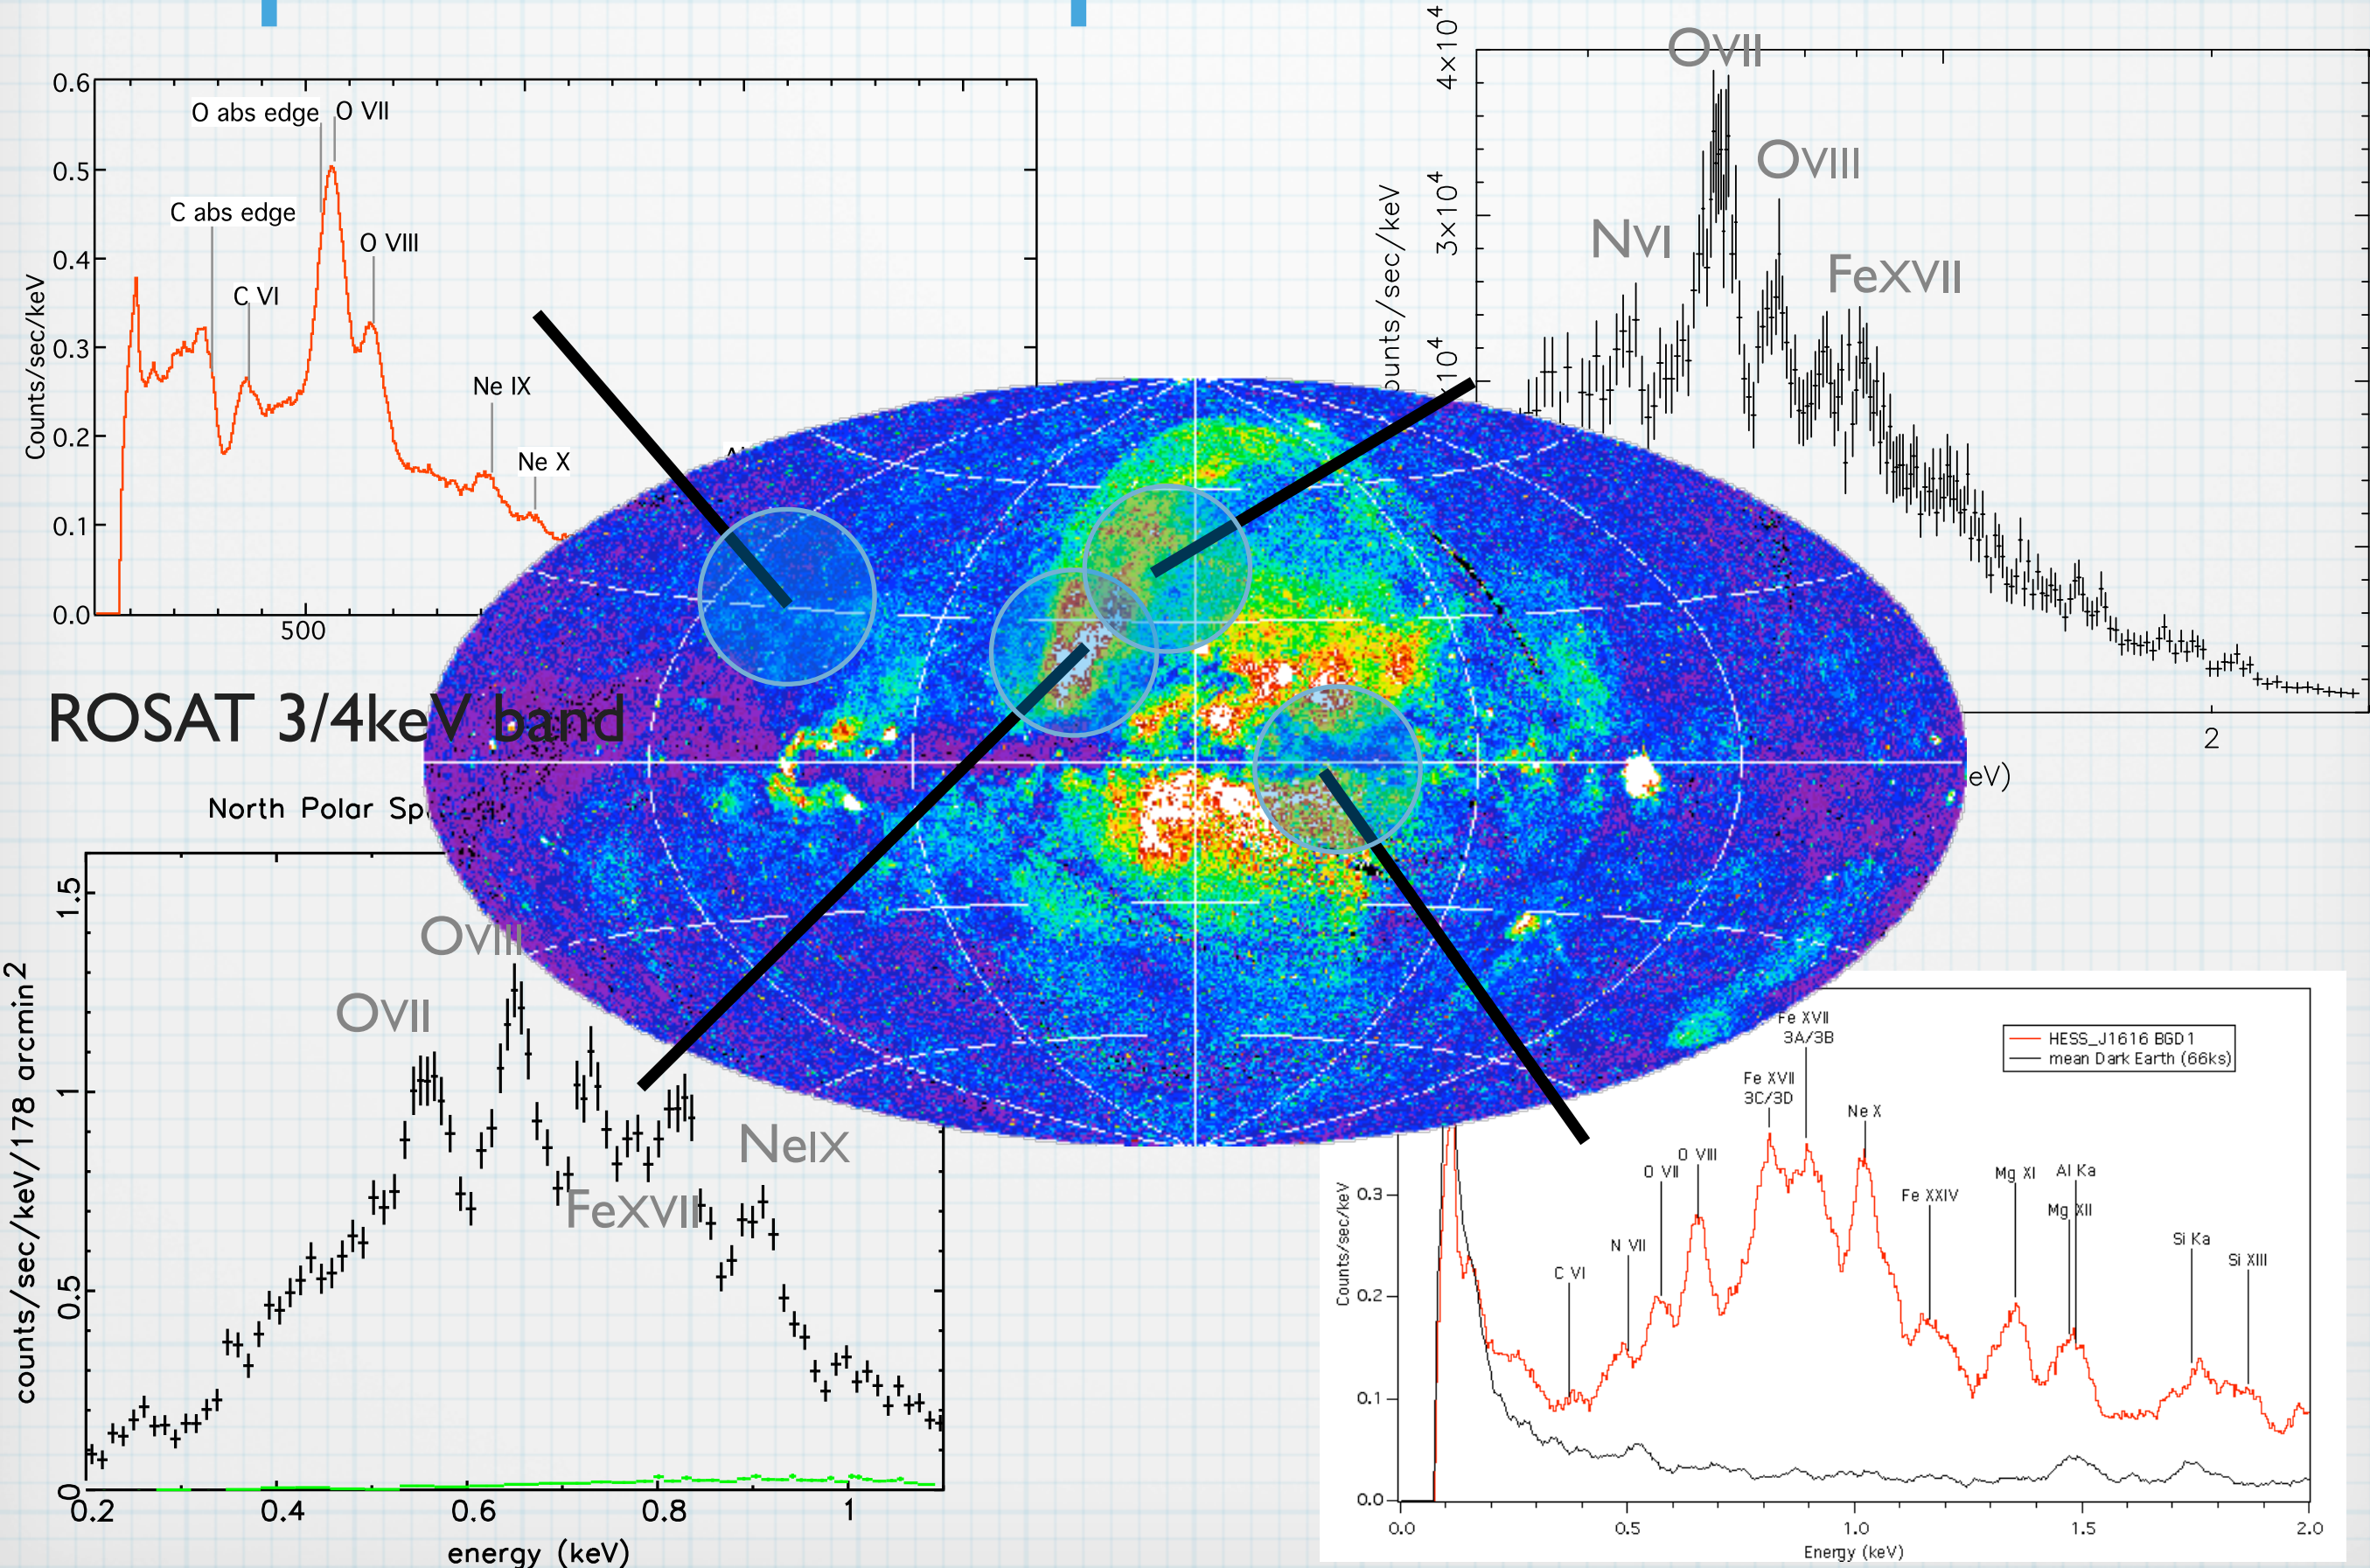 0.6
0.5
0.4
0.3
0.2
0.1
0.0
Counts/sec/keV
O abs edge
O VII
C abs edge
O VIII
C VI
Ne IX
Ne X
500
4×10⁴
3×10⁴
×10⁴
ounts/sec/keV
OVII
OVIII
NVI
FeXVII
2
eV)
ROSAT 3/4keV band
North Polar Sp
1.5
1
0.5
0
counts/sec/keV/178 arcmin2
OVIII
OVII
FeXVII
NeIX
0.2
0.4
0.6
0.8
1
energy (keV)
Fe XVII
3A/3B
HESS_J1616 BGD1
mean Dark Earth (66ks)
Fe XVII
3C/3D
Ne X
O VIII
O VII
Mg XI
Al Ka
Fe XXIV
Mg XII
N VII
Si Ka
Si XIII
C VI
0.3
0.2
0.1
0.0
Counts/sec/keV
0.0
0.5
1.0
1.5
2.0
Energy (keV)